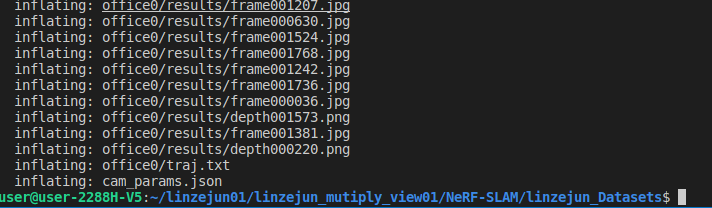 inflating: office0/results/frame001207.jpg
inflating: office0/results/frame000630.jpg
inflating: office0/results/frame001524.jpg
inflating: office0/results/frame001768.jpg
inflating: office0/results/frame001242.jpg
inflating: office0/results/frame001736.jpg
inflating: office0/results/frame000036.jpg
inflating: office0/results/depth001573.png
inflating: office0/results/frame001381.jpg
inflating: office0/results/depth000220.png
inflating: office0/traj.txt
inflating: cam_params.json
user@user-2288H-V5:~/linzejun01/linzejun_mutiply_view01/NeRF-SLAM/linzejun_Datasets$